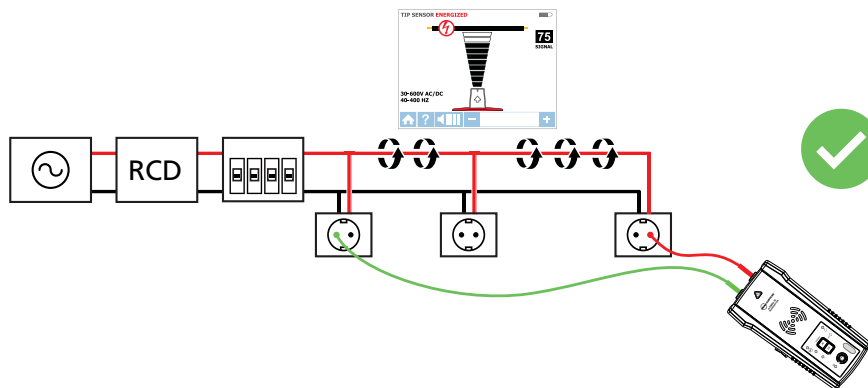 TIP SENSOR ENERGIZED
75
SIGNAL
30-600V AC/DC
40-400 HZ
?
RCD